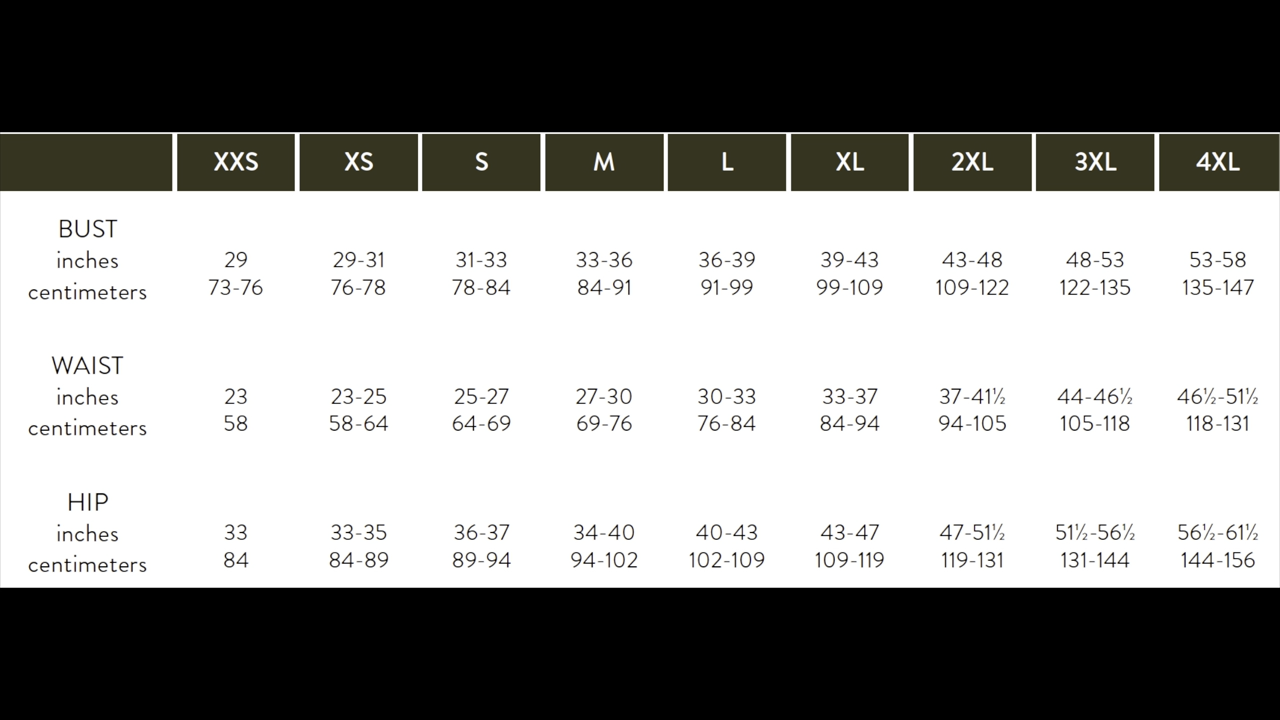 XXS XS S M L XL 2XL 3XL 4XL
BUST
inches 29 29-31 31-33 33-36 36-39 39-43 43-48 48-53 53-58
centimeters 73-76 76-78 78-84 84-91 91-99 99-109 109-122 122-135 135-147
WAIST
inches 23 23-25 25-27 27-30 30-33 33-37 37-41½ 44-46½ 46½-51½
centimeters 58 58-64 64-69 69-76 76-84 84-94 94-105 105-118 118-131
HIP
inches 33 33-35 36-37 34-40 40-43 43-47 47-51½ 51½-56½ 56½-61½
centimeters 84 84-89 89-94 94-102 102-109 109-119 119-131 131-144 144-156